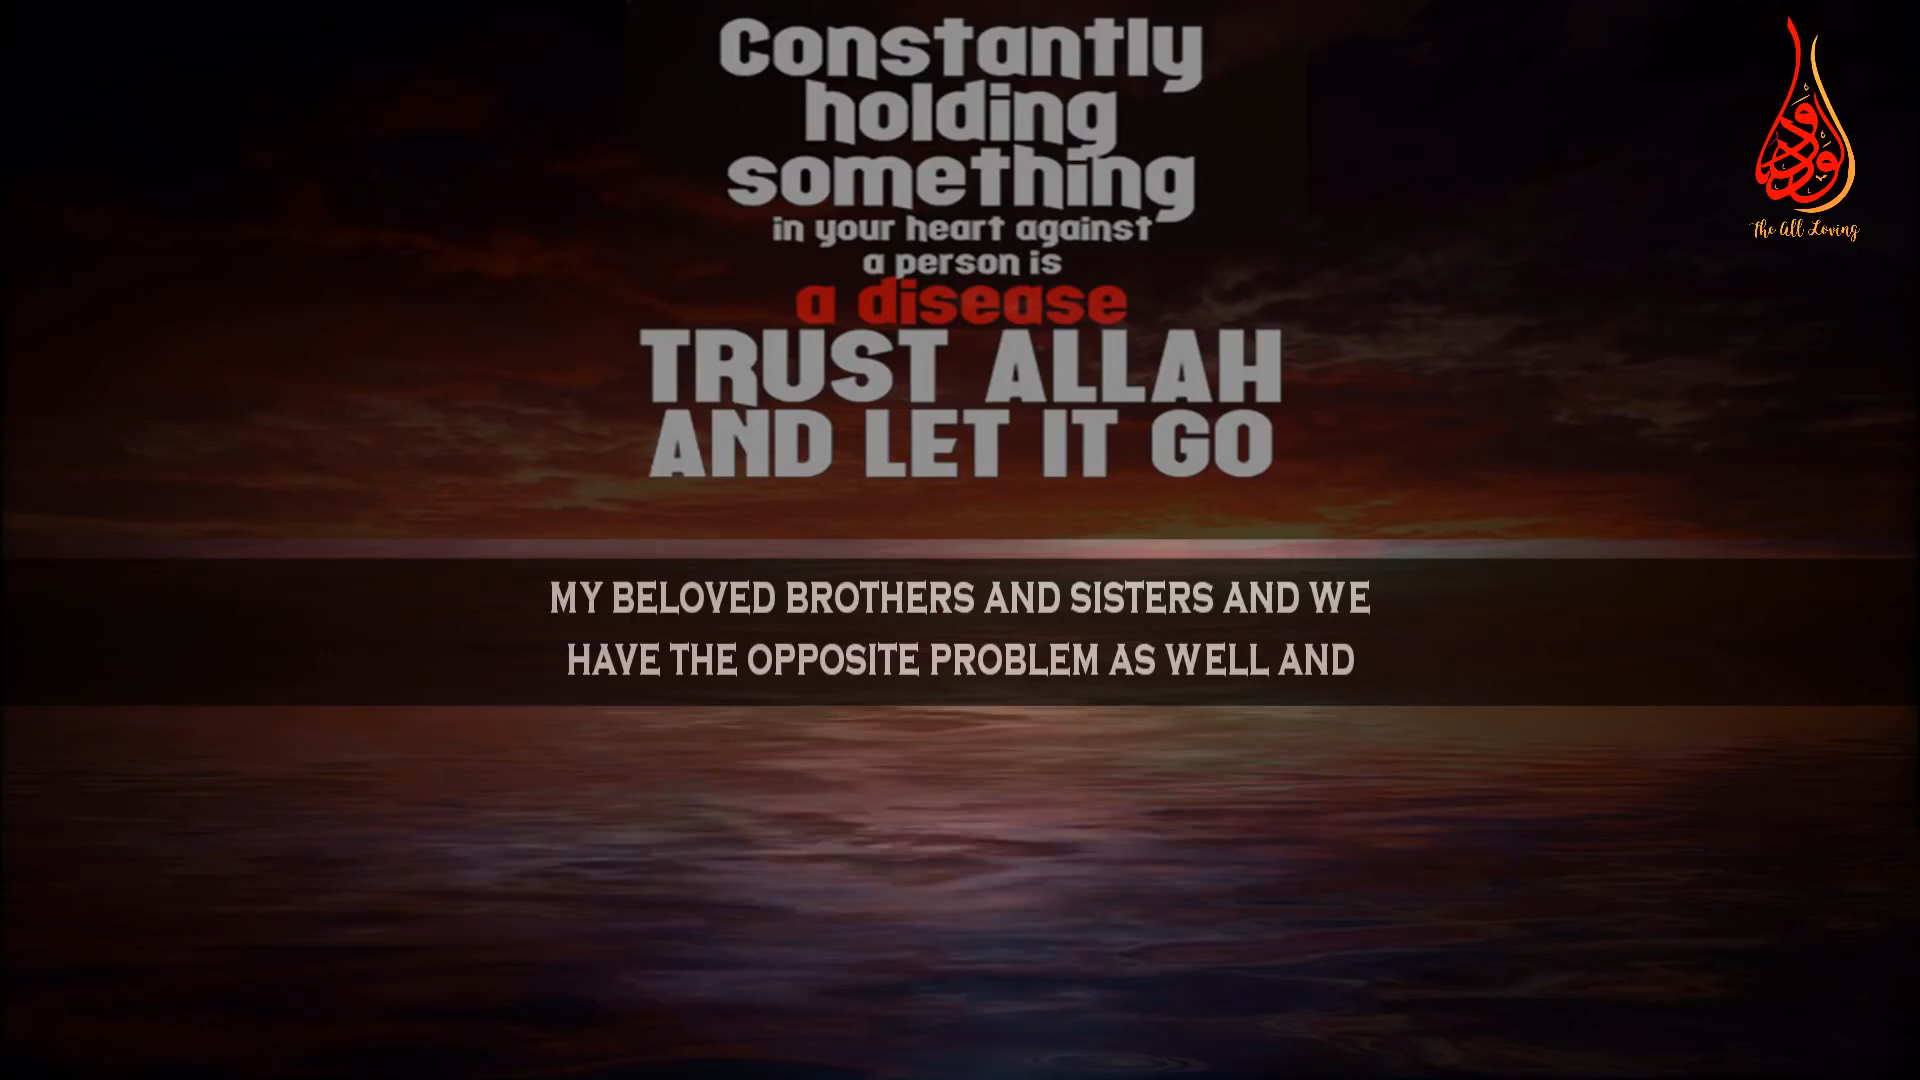 Constantly
holding
something
in your heart against
a person is
a disease
TRUST ALLAH
AND LET IT GO
The All Loving
MY BELOVED BROTHERS AND SISTERS AND WE
HAVE THE OPPOSITE PROBLEM AS WELL AND